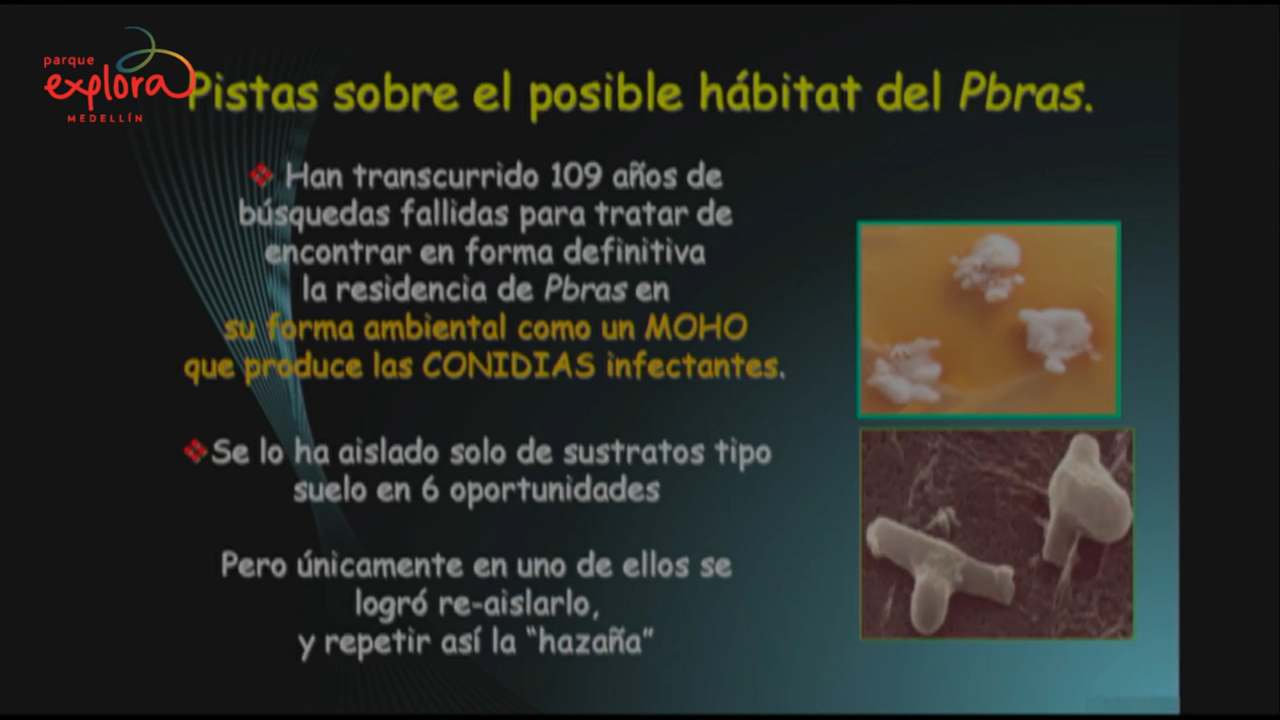 parque
explora
MEDELLÍN
Pistas sobre el posible hábitat del Pbras.
Han transcurrido 109 años de
búsquedas fallidas para tratar de
encontrar en forma definitiva
la residencia de Pbras en
su forma ambiental como un MOHO
que produce las CONIDIAS infectantes.
Se lo ha aislado solo de sustratos tipo
suelo en 6 oportunidades
Pero únicamente en uno de ellos se
logró re-aislarlo,
y repetir así la "hazaña"